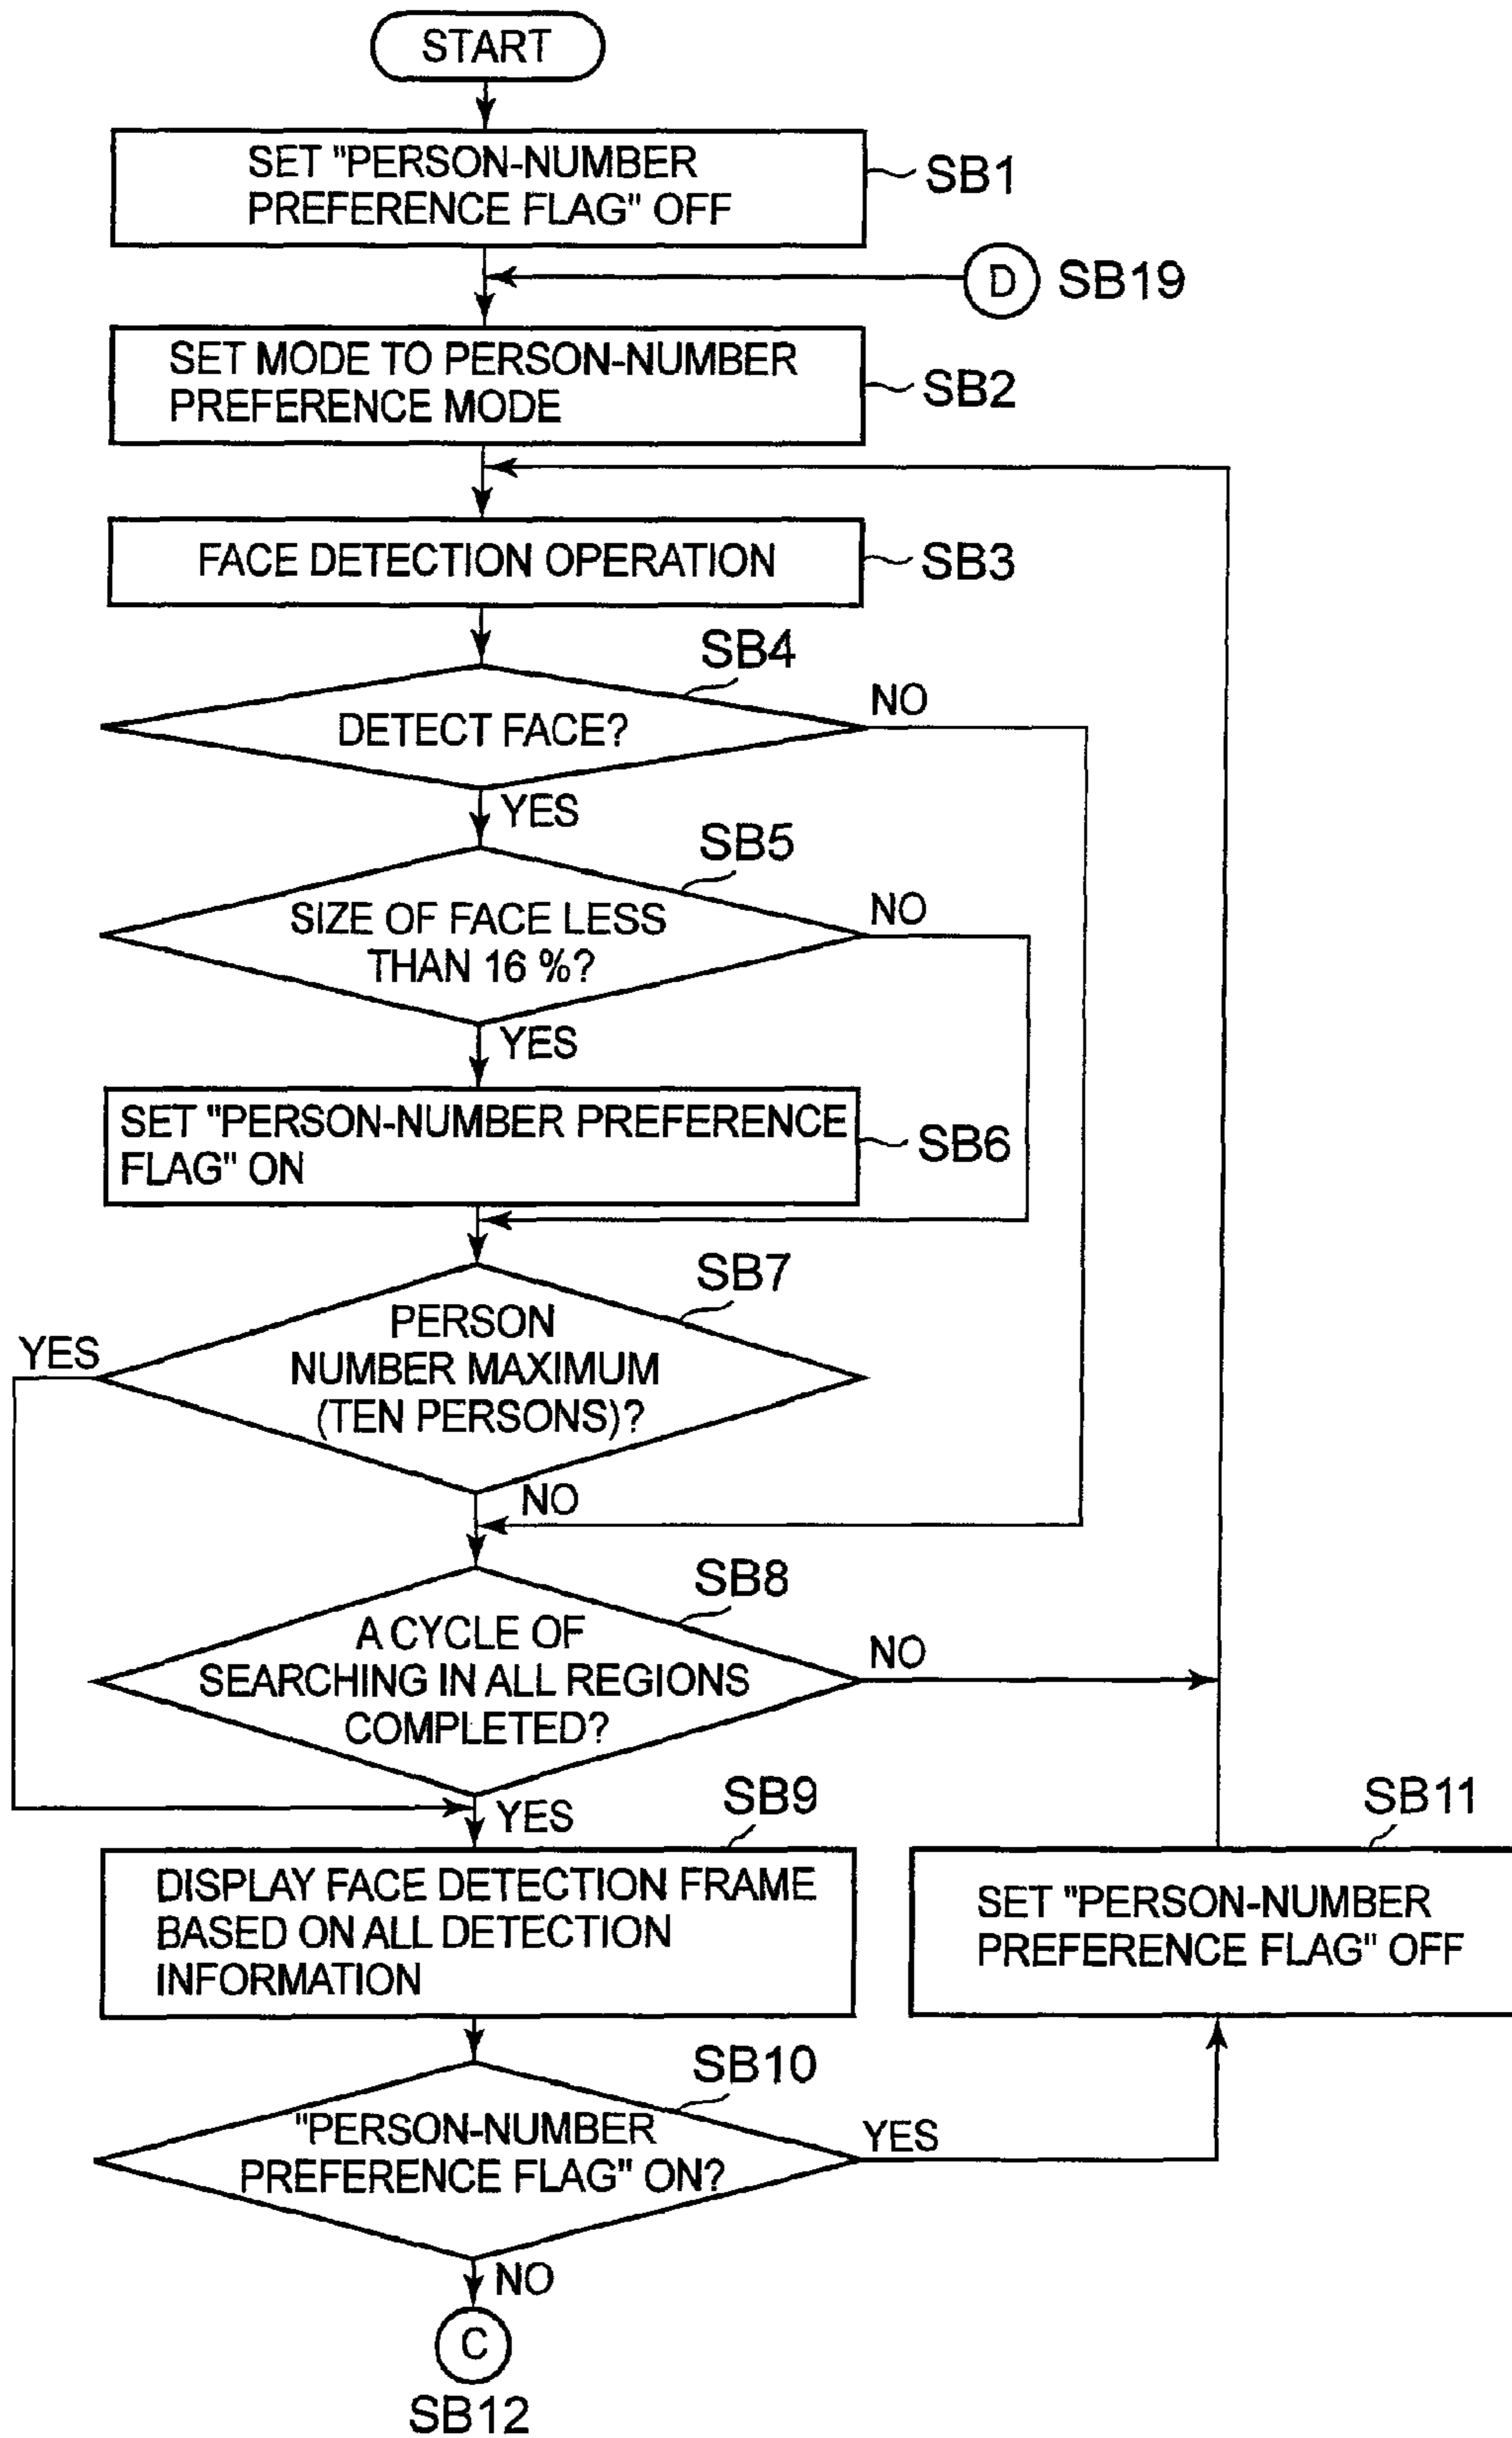 START
SET "PERSON-NUMBER
PREFERENCE FLAG" OFF
SB1
D
SB19
SET MODE TO PERSON-NUMBER
PREFERENCE MODE
SB2
FACE DETECTION OPERATION
SB3
SB4
DETECT FACE?
NO
YES
SB5
SIZE OF FACE LESS
THAN 16 %?
NO
YES
SET "PERSON-NUMBER PREFERENCE
FLAG" ON
SB6
SB7
PERSON
NUMBER MAXIMUM
(TEN PERSONS)?
YES
NO
SB8
A CYCLE OF
SEARCHING IN ALL REGIONS
COMPLETED?
NO
YES
SB9
DISPLAY FACE DETECTION FRAME
BASED ON ALL DETECTION
INFORMATION
SB11
SET "PERSON-NUMBER
PREFERENCE FLAG" OFF
SB10
"PERSON-NUMBER
PREFERENCE FLAG" ON?
YES
NO
C
SB12